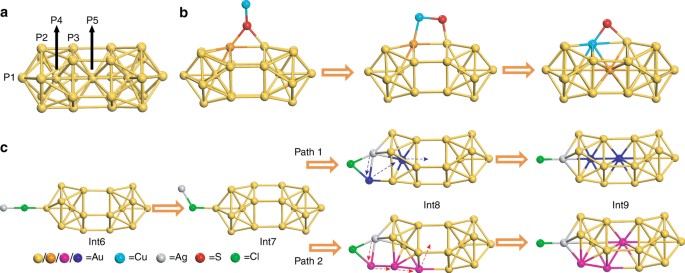 a
P4
P5
P2
P3
P1
b
c
Path 1
Int8
Int9
Int6
Int7
Path 2
/ / / =Au =Cu =Ag =S =Cl